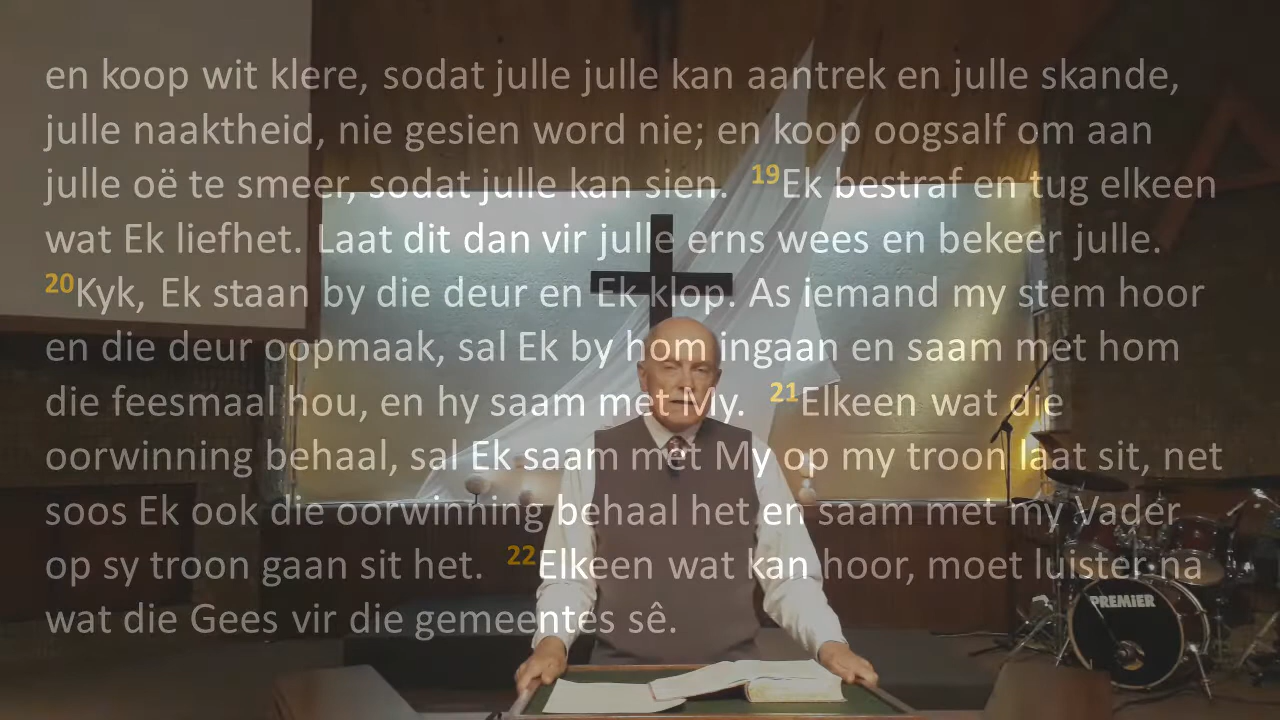 en koop wit klere, sodat julle julle kan aantrek en julle skande,
julle naaktheid, nie gesien word nie; en koop oogsalf om aan
julle oë te smeer, sodat julle kan sien. 19Ek bestraf en tug elkeen
wat Ek liefhet. Laat dit dan vir julle erns wees en bekeer julle.
20Kyk, Ek staan by die deur en Ek klop. As iemand my stem hoor
en die deur oopmaak, sal Ek by hom ingaan en saam met hom
die feesmaal hou, en hy saam met My. 21Elkeen wat die
oorwinning behaal, sal Ek saam met My op my troon laat sit, net
soos Ek ook die oorwinning behaal het en saam met my Vader
op sy troon gaan sit het. 22Elkeen wat kan hoor, moet luister na
wat die Gees vir die gemeentes sê.
PREMIER